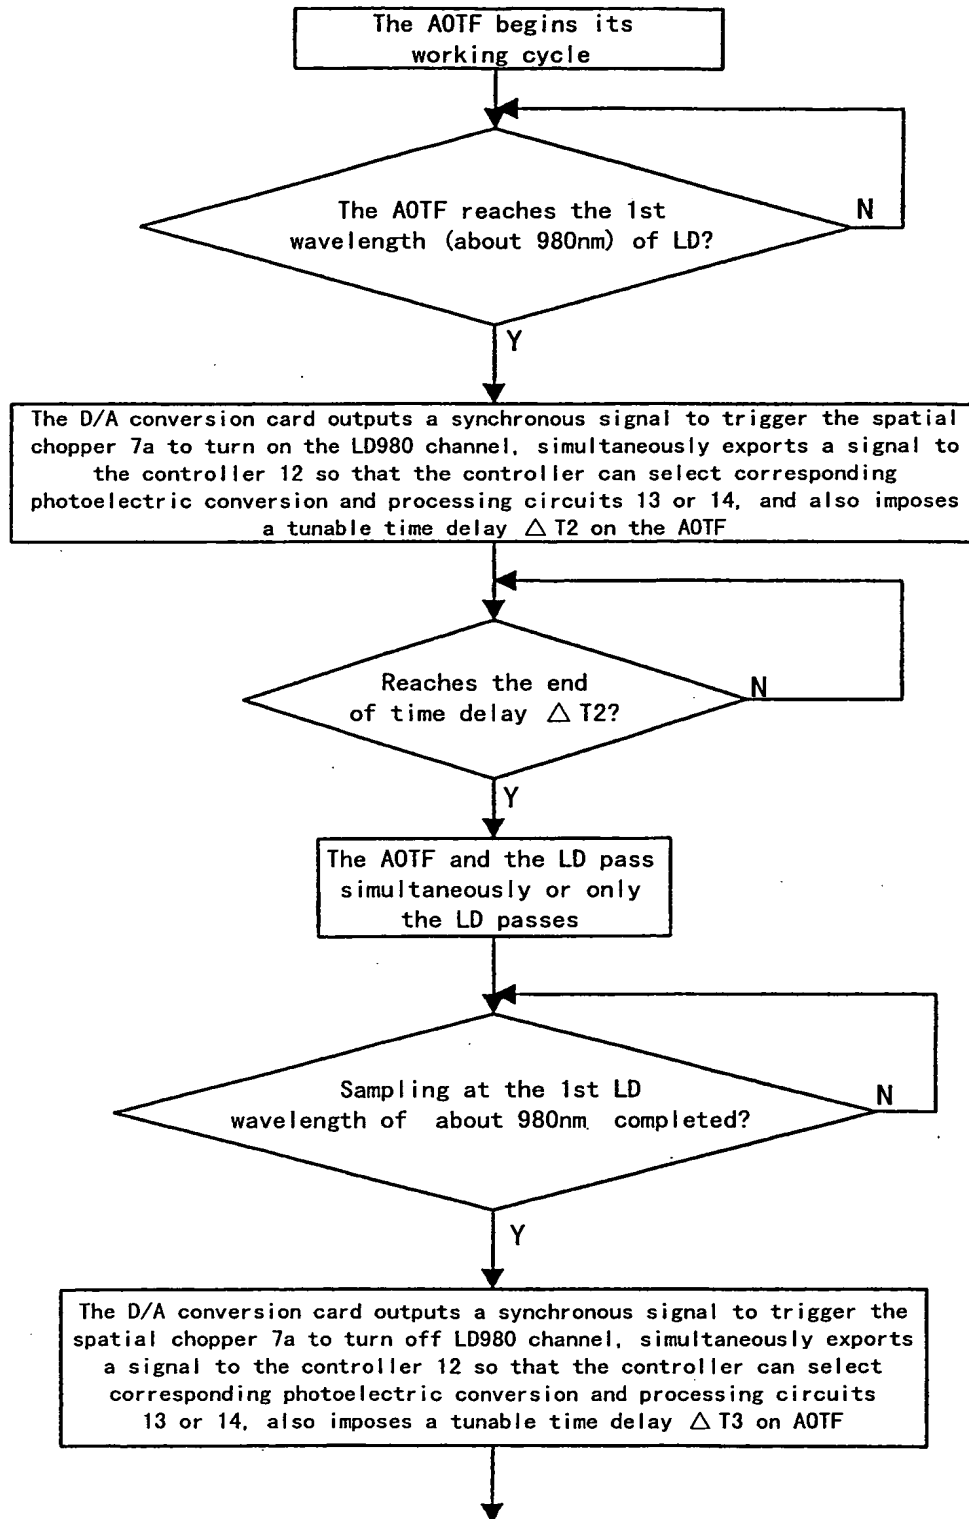 The AOTF begins its
working cycle
The AOTF reaches the 1st
wavelength (about 980nm) of LD?
N
Y
The D/A conversion card outputs a synchronous signal to trigger the spatial
chopper 7a to turn on the LD980 channel, simultaneously exports a signal to
the controller 12 so that the controller can select corresponding
photoelectric conversion and processing circuits 13 or 14, and also imposes
a tunable time delay △ T2 on the AOTF
Reaches the end
of time delay △ T2?
N
Y
The AOTF and the LD pass
simultaneously or only
the LD passes
Sampling at the 1st LD
wavelength of about 980nm completed?
N
Y
The D/A conversion card outputs a synchronous signal to trigger the
spatial chopper 7a to turn off LD980 channel, simultaneously exports
a signal to the controller 12 so that the controller can select
corresponding photoelectric conversion and processing circuits
13 or 14, also imposes a tunable time delay △ T3 on AOTF